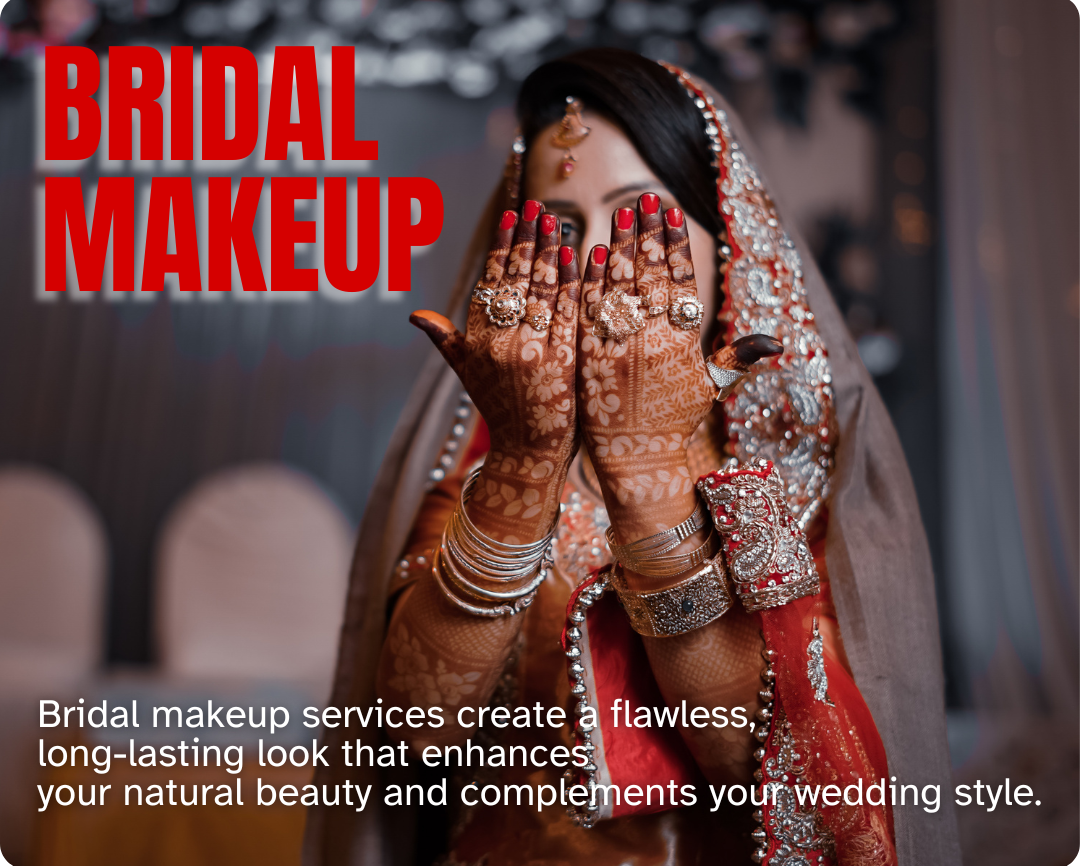 BRIDAL
MAKEUP
Bridal makeup services create a flawless,
long-lasting look that enhances
your natural beauty and complements your wedding style.